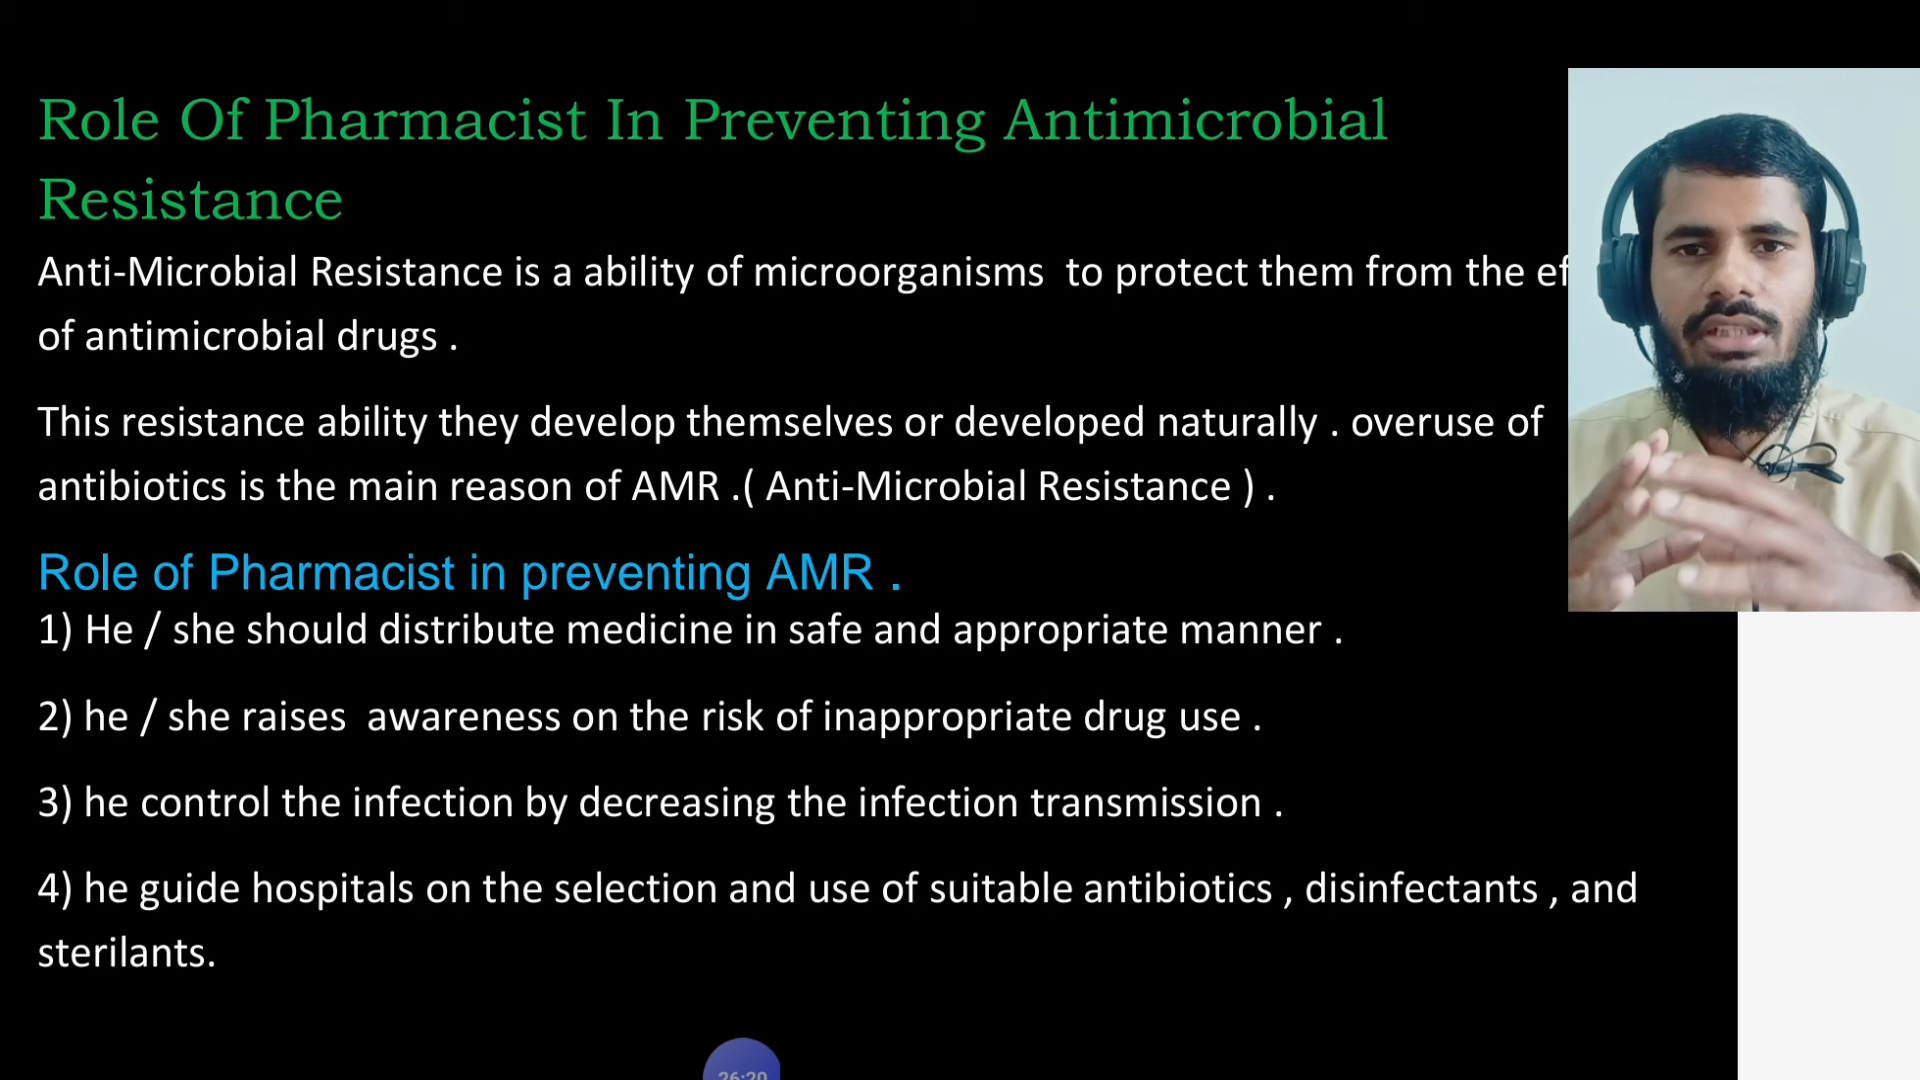 Role Of Pharmacist In Preventing Antimicrobial
Resistance
Anti-Microbial Resistance is a ability of microorganisms to protect them from the
of antimicrobial drugs .
This resistance ability they develop themselves or developed naturally . overuse of
antibiotics is the main reason of AMR .( Anti-Microbial Resistance ) .
Role of Pharmacist in preventing AMR .
1) He / she should distribute medicine in safe and appropriate manner .
2) he / she raises awareness on the risk of inappropriate drug use .
3) he control the infection by decreasing the infection transmission .
4) he guide hospitals on the selection and use of suitable antibiotics , disinfectants , and
sterilants.
26:20